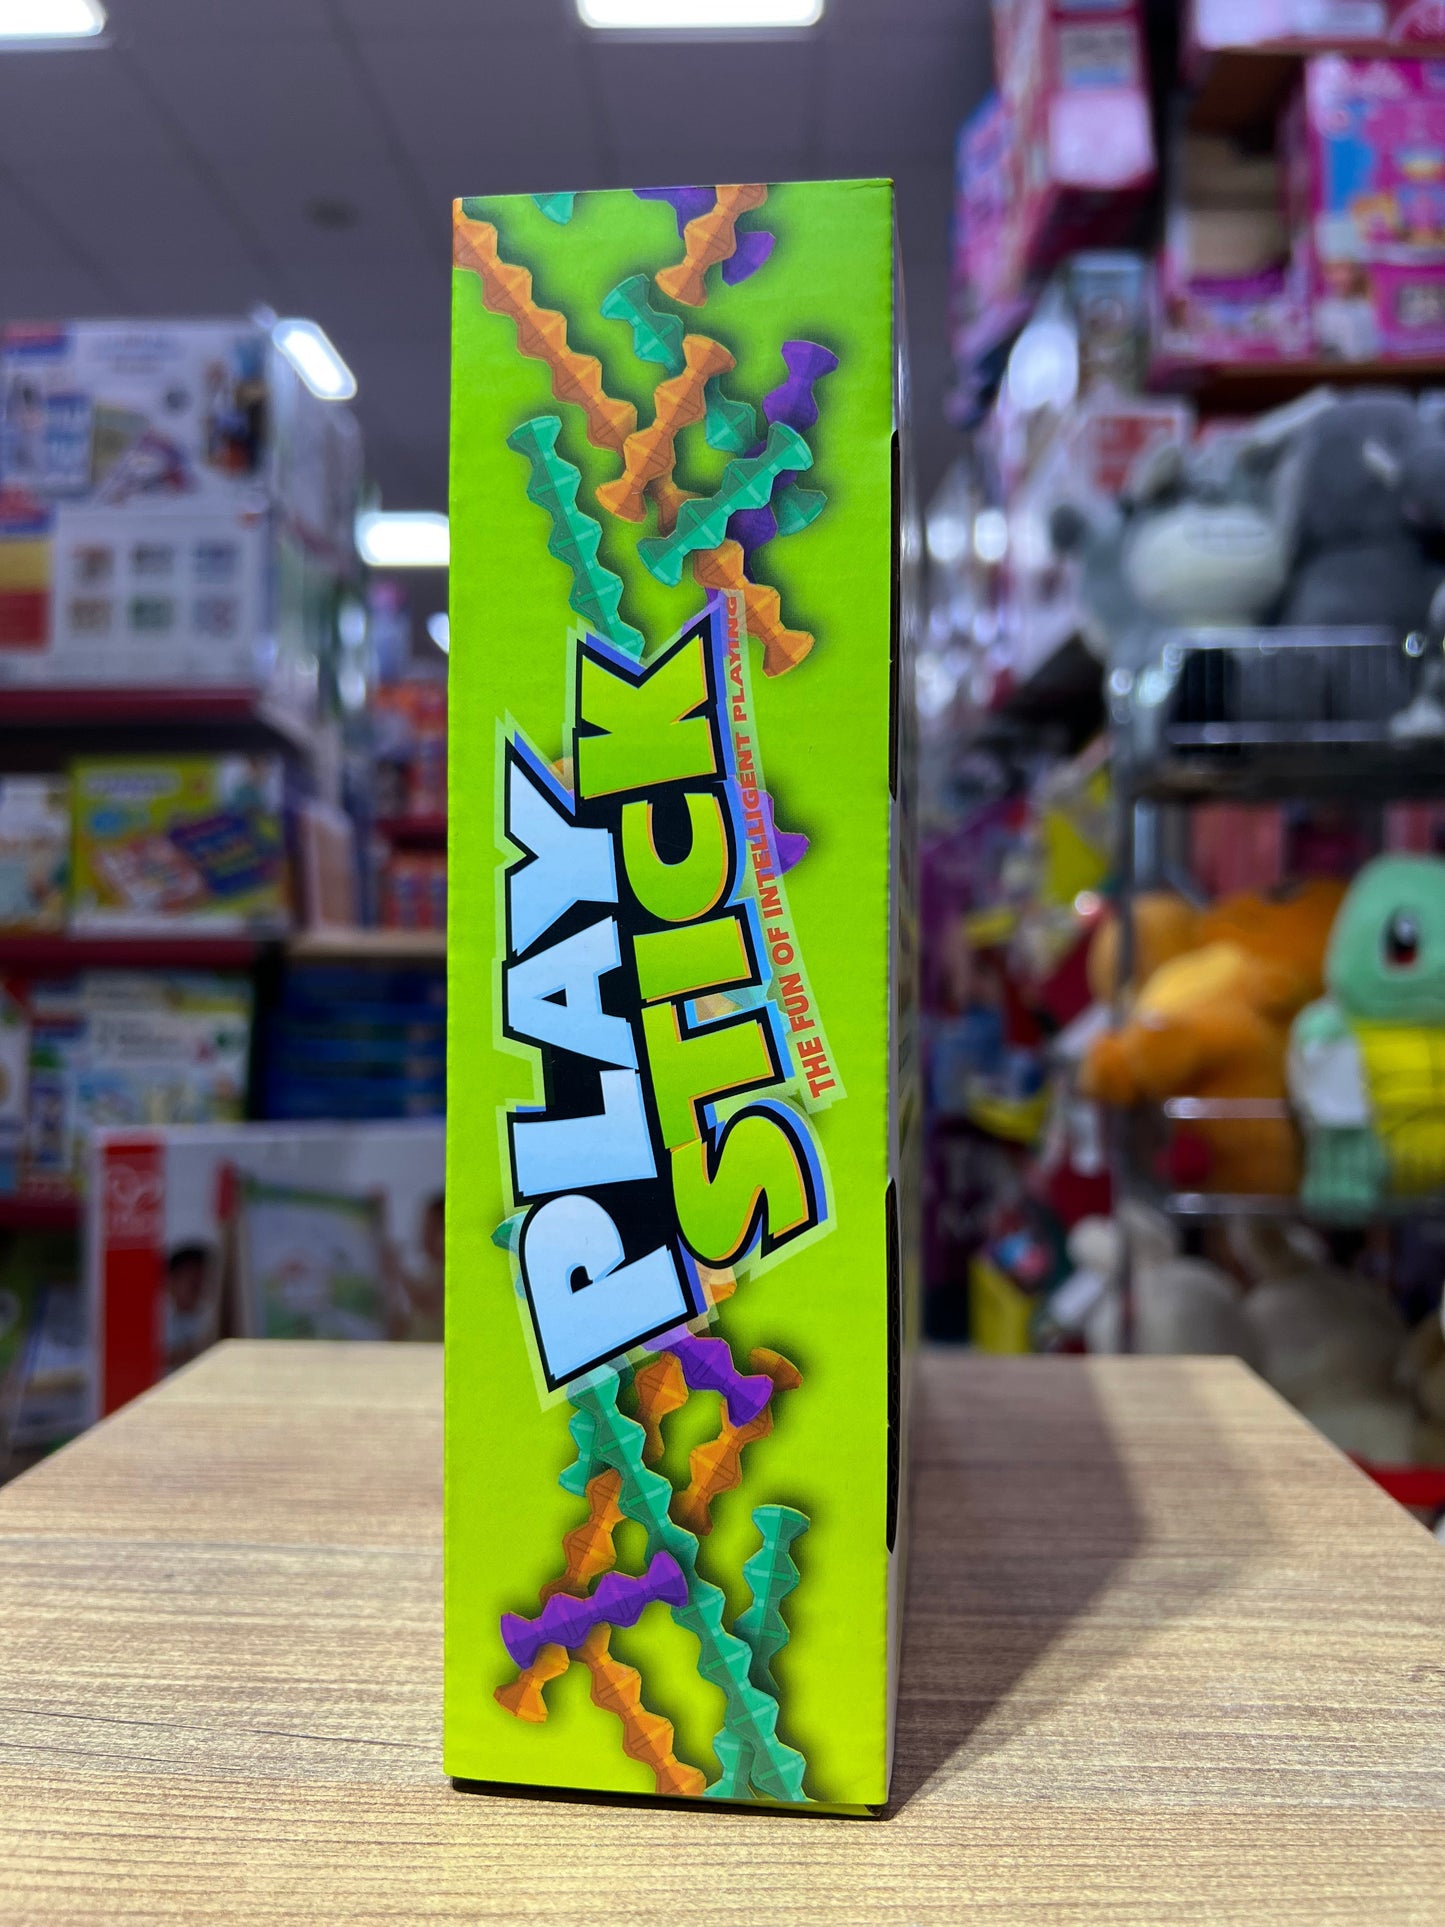 PLAY
STICK
THE FUN OF INTELLIGENT PLAYING